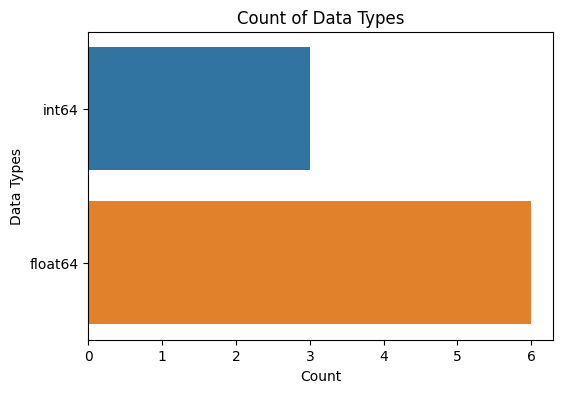 Count of Data Types
Data Types
int64
float64
0 1 2 3 4 5 6
Count